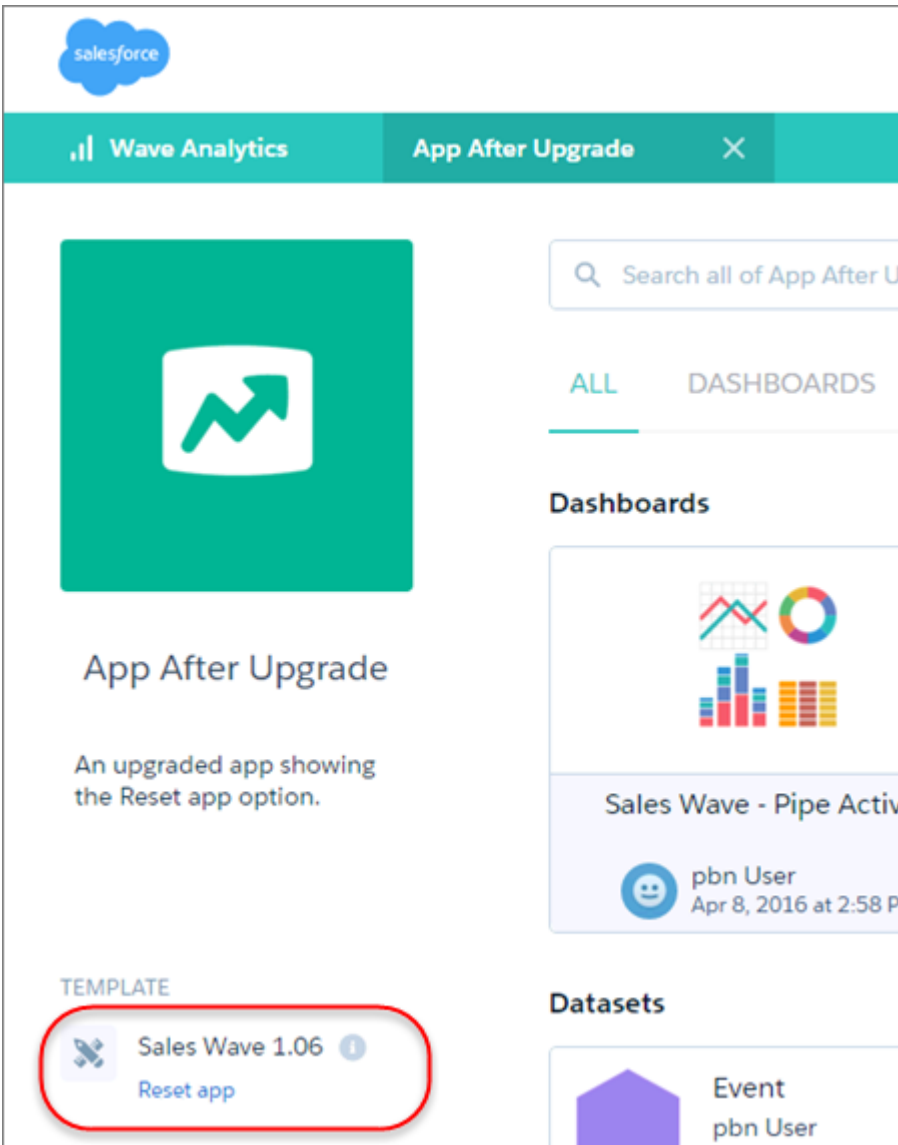 salesforce
Wave Analytics
App After Upgrade
Search all of App After U
ALL
DASHBOARDS
Dashboards
App After Upgrade
An upgraded app showing
the Reset app option.
Sales Wave - Pipe Activ
pbn User
Apr 8, 2016 at 2:58 P
TEMPLATE
Sales Wave 1.06
Reset app
Datasets
Event
pbn User